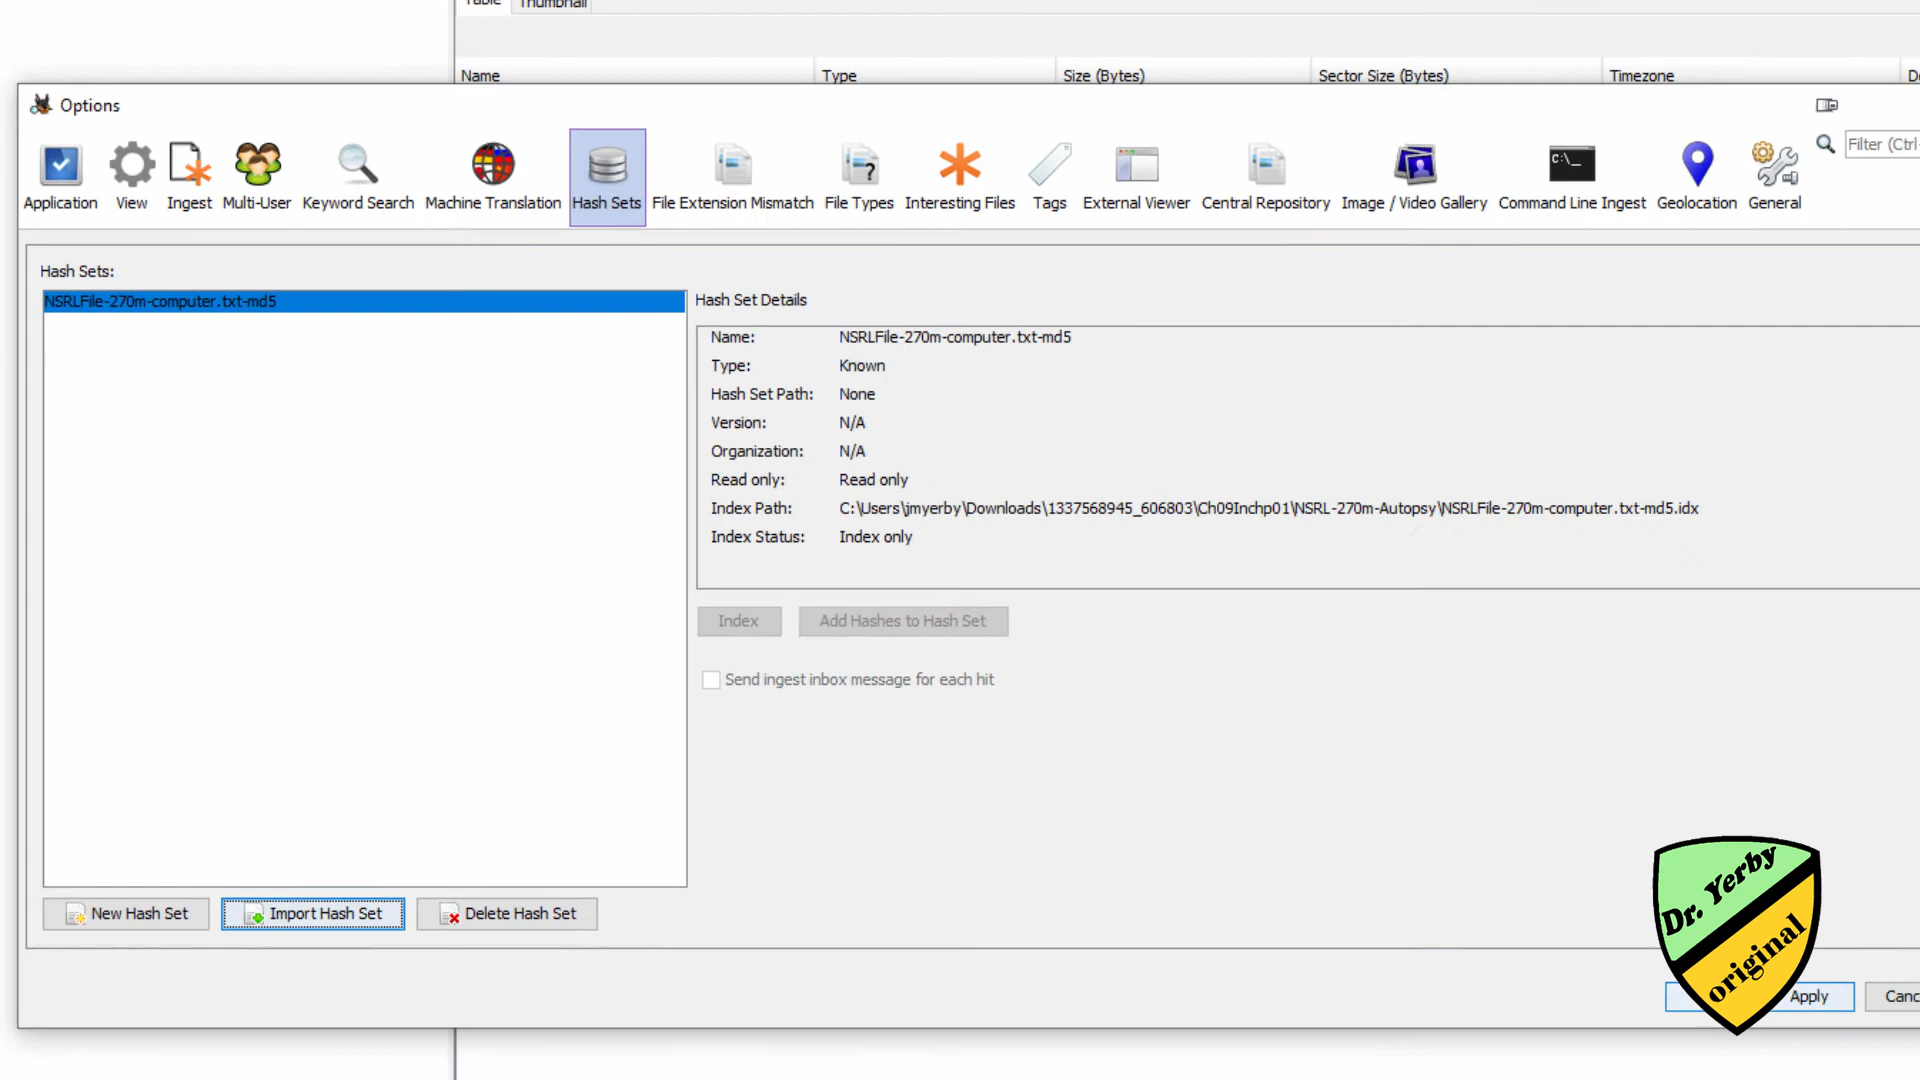 Table Thumbnail
Name Type Size (Bytes) Sector Size (Bytes) Timezone
Options
Filter (Ctrl
Application View Ingest Multi-User Keyword Search Machine Translation Hash Sets File Extension Mismatch File Types Interesting Files Tags External Viewer Central Repository Image / Video Gallery Command Line Ingest Geolocation General
C:\_
Hash Sets:
NSRLFile-270m-computer.txt-md5
Hash Set Details
Name: NSRLFile-270m-computer.txt-md5
Type: Known
Hash Set Path: None
Version: N/A
Organization: N/A
Read only: Read only
Index Path: C:\Users\jmyerby\Downloads\1337568945_606803\Ch09Inchp01\NSRL-270m-Autopsy\NSRLFile-270m-computer.txt-md5.idx
Index Status: Index only
Index Add Hashes to Hash Set
Send ingest inbox message for each hit
New Hash Set Import Hash Set Delete Hash Set
Dr. Yerby
original
Apply Canc